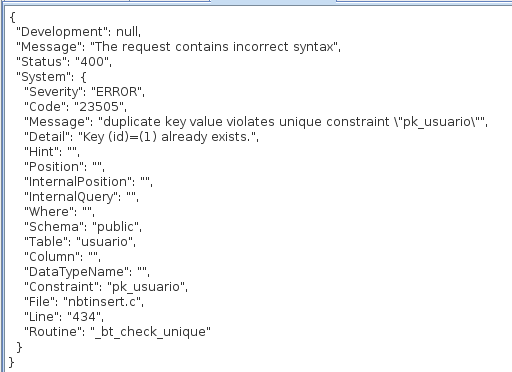 {
"Development": null,
"Message": "The request contains incorrect syntax",
"Status": "400",
"System": {
"Severity": "ERROR",
"Code": "23505",
"Message": "duplicate key value violates unique constraint \"pk_usuario\"",
"Detail": "Key (id)=(1) already exists.",
"Hint": "",
"Position": "",
"InternalPosition": "",
"InternalQuery": "",
"Where": "",
"Schema": "public",
"Table": "usuario",
"Column": "",
"DataTypeName": "",
"Constraint": "pk_usuario",
"File": "nbtinsert.c",
"Line": "434",
"Routine": "_bt_check_unique"
}
}